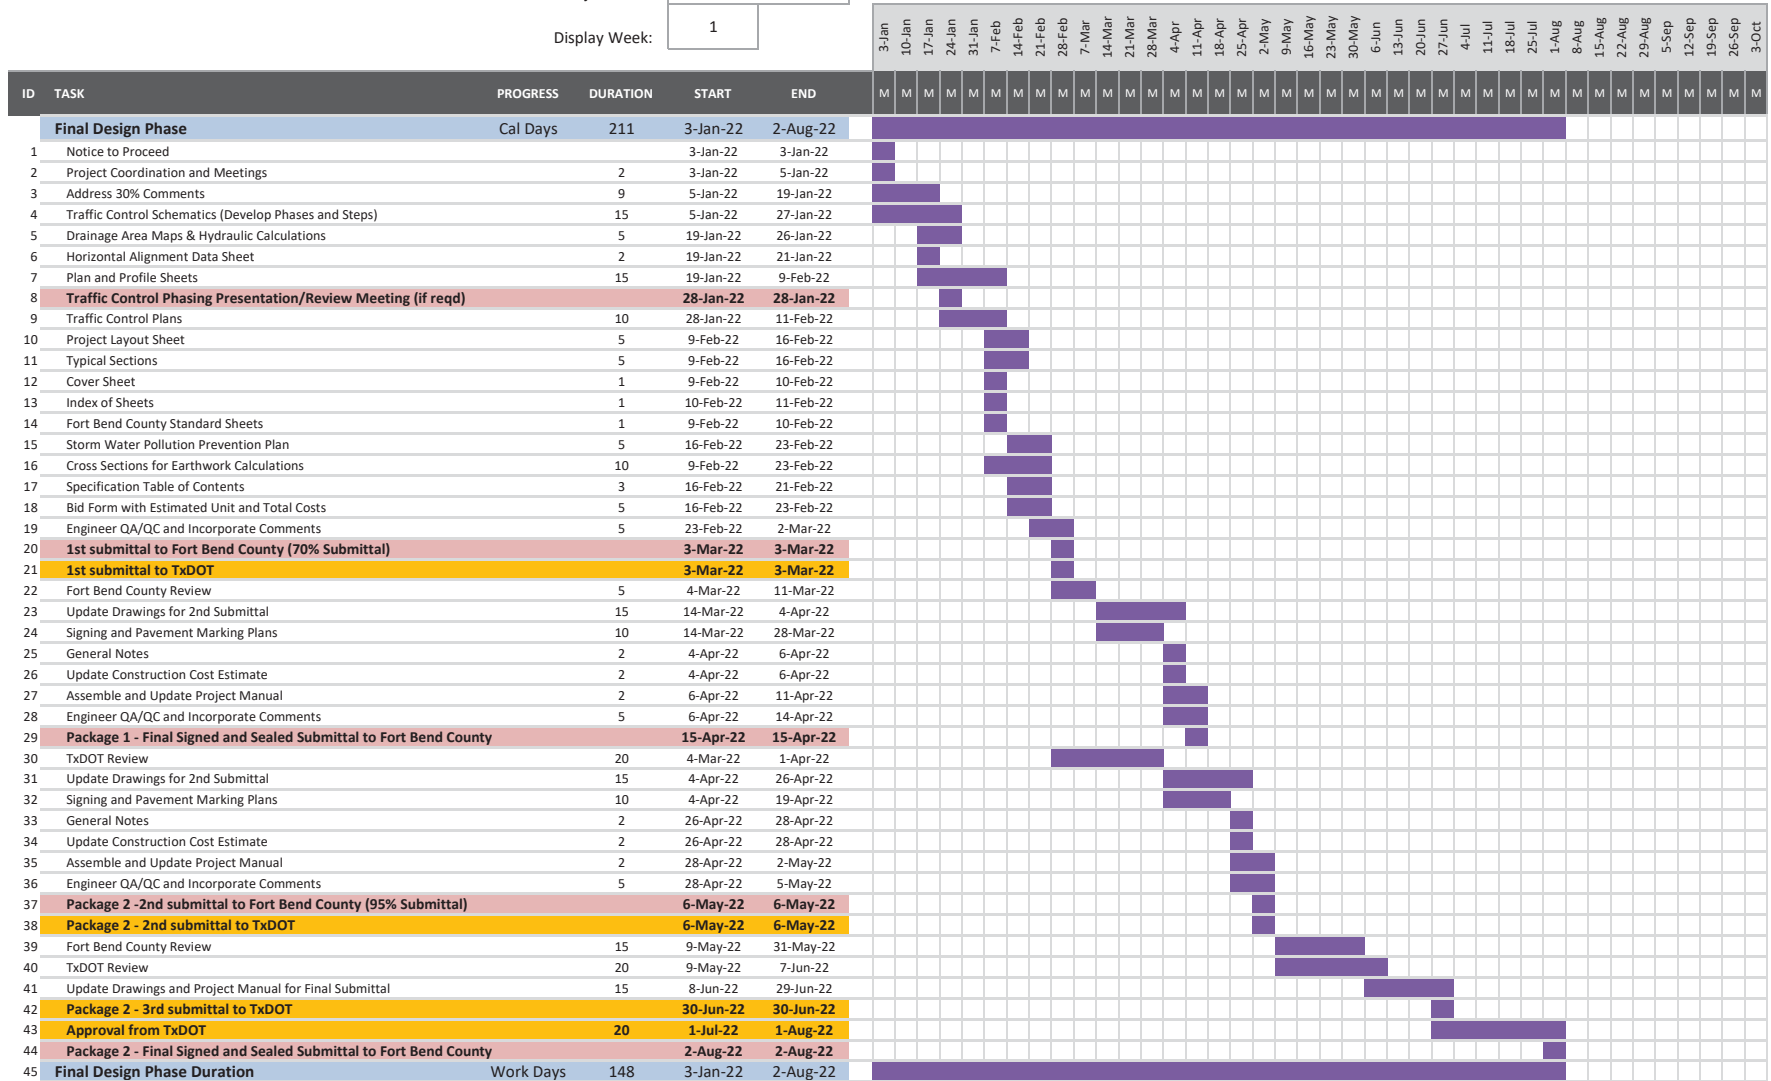 Display Week: 1
3-Jan 10-Jan 17-Jan 24-Jan 31-Jan 7-Feb 14-Feb 21-Feb 28-Feb 7-Mar 14-Mar 21-Mar 28-Mar 4-Apr 11-Apr 18-Apr 25-Apr 2-May 9-May 16-May 23-May 30-May 6-Jun 13-Jun 20-Jun 27-Jun 4-Jul 11-Jul 18-Jul 25-Jul 1-Aug 8-Aug 15-Aug 22-Aug 29-Aug 5-Sep 12-Sep 19-Sep 26-Sep 3-Oct
ID TASK PROGRESS DURATION START END M M M M M M M M M M M M M M M M M M M M M M M M M M M M M M M M M M M M M M M M
Final Design Phase Cal Days 211 3-Jan-22 2-Aug-22
1 Notice to Proceed 3-Jan-22 3-Jan-22
2 Project Coordination and Meetings 2 3-Jan-22 5-Jan-22
3 Address 30% Comments 9 5-Jan-22 19-Jan-22
4 Traffic Control Schematics (Develop Phases and Steps) 15 5-Jan-22 27-Jan-22
5 Drainage Area Maps & Hydraulic Calculations 5 19-Jan-22 26-Jan-22
6 Horizontal Alignment Data Sheet 2 19-Jan-22 21-Jan-22
7 Plan and Profile Sheets 15 19-Jan-22 9-Feb-22
8 Traffic Control Phasing Presentation/Review Meeting (if reqd) 28-Jan-22 28-Jan-22
9 Traffic Control Plans 10 28-Jan-22 11-Feb-22
10 Project Layout Sheet 5 9-Feb-22 16-Feb-22
11 Typical Sections 5 9-Feb-22 16-Feb-22
12 Cover Sheet 1 9-Feb-22 10-Feb-22
13 Index of Sheets 1 10-Feb-22 11-Feb-22
14 Fort Bend County Standard Sheets 1 9-Feb-22 10-Feb-22
15 Storm Water Pollution Prevention Plan 5 16-Feb-22 23-Feb-22
16 Cross Sections for Earthwork Calculations 10 9-Feb-22 23-Feb-22
17 Specification Table of Contents 3 16-Feb-22 21-Feb-22
18 Bid Form with Estimated Unit and Total Costs 5 16-Feb-22 23-Feb-22
19 Engineer QA/QC and Incorporate Comments 5 23-Feb-22 2-Mar-22
20 1st submittal to Fort Bend County (70% Submittal) 3-Mar-22 3-Mar-22
21 1st submittal to TxDOT 3-Mar-22 3-Mar-22
22 Fort Bend County Review 5 4-Mar-22 11-Mar-22
23 Update Drawings for 2nd Submittal 15 14-Mar-22 4-Apr-22
24 Signing and Pavement Marking Plans 10 14-Mar-22 28-Mar-22
25 General Notes 2 4-Apr-22 6-Apr-22
26 Update Construction Cost Estimate 2 4-Apr-22 6-Apr-22
27 Assemble and Update Project Manual 2 6-Apr-22 11-Apr-22
28 Engineer QA/QC and Incorporate Comments 5 6-Apr-22 14-Apr-22
29 Package 1 - Final Signed and Sealed Submittal to Fort Bend County 15-Apr-22 15-Apr-22
30 TxDOT Review 20 4-Mar-22 1-Apr-22
31 Update Drawings for 2nd Submittal 15 4-Apr-22 26-Apr-22
32 Signing and Pavement Marking Plans 10 4-Apr-22 19-Apr-22
33 General Notes 2 26-Apr-22 28-Apr-22
34 Update Construction Cost Estimate 2 26-Apr-22 28-Apr-22
35 Assemble and Update Project Manual 2 28-Apr-22 2-May-22
36 Engineer QA/QC and Incorporate Comments 5 28-Apr-22 5-May-22
37 Package 2 -2nd submittal to Fort Bend County (95% Submittal) 6-May-22 6-May-22
38 Package 2 - 2nd submittal to TxDOT 6-May-22 6-May-22
39 Fort Bend County Review 15 9-May-22 31-May-22
40 TxDOT Review 20 9-May-22 7-Jun-22
41 Update Drawings and Project Manual for Final Submittal 15 8-Jun-22 29-Jun-22
42 Package 2 - 3rd submittal to TxDOT 30-Jun-22 30-Jun-22
43 Approval from TxDOT 20 1-Jul-22 1-Aug-22
44 Package 2 - Final Signed and Sealed Submittal to Fort Bend County 2-Aug-22 2-Aug-22
45 Final Design Phase Duration Work Days 148 3-Jan-22 2-Aug-22